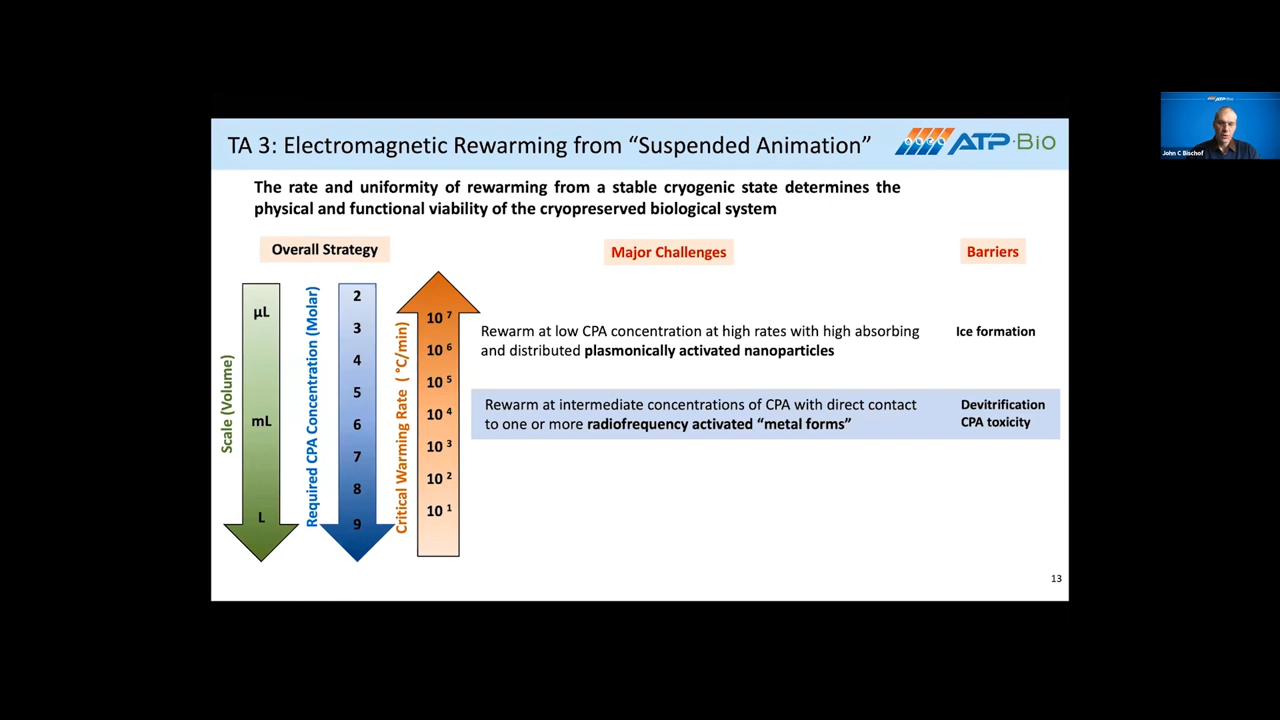 TA 3: Electromagnetic Rewarming from “Suspended Animation”
ATP-Bio
The rate and uniformity of rewarming from a stable cryogenic state determines the
physical and functional viability of the cryopreserved biological system
Overall Strategy
Major Challenges
Barriers
Scale (Volume)
µL
mL
L
Required CPA Concentration (Molar)
2
3
4
5
6
7
8
9
Critical Warming Rate ( °C/min)
10 7
10 6
10 5
10 4
10 3
10 2
10 1
Rewarm at low CPA concentration at high rates with high absorbing
and distributed plasmonically activated nanoparticles
Ice formation
Rewarm at intermediate concentrations of CPA with direct contact
to one or more radiofrequency activated “metal forms”
Devitrification
CPA toxicity
13
ATP-Bio
John C Bischof